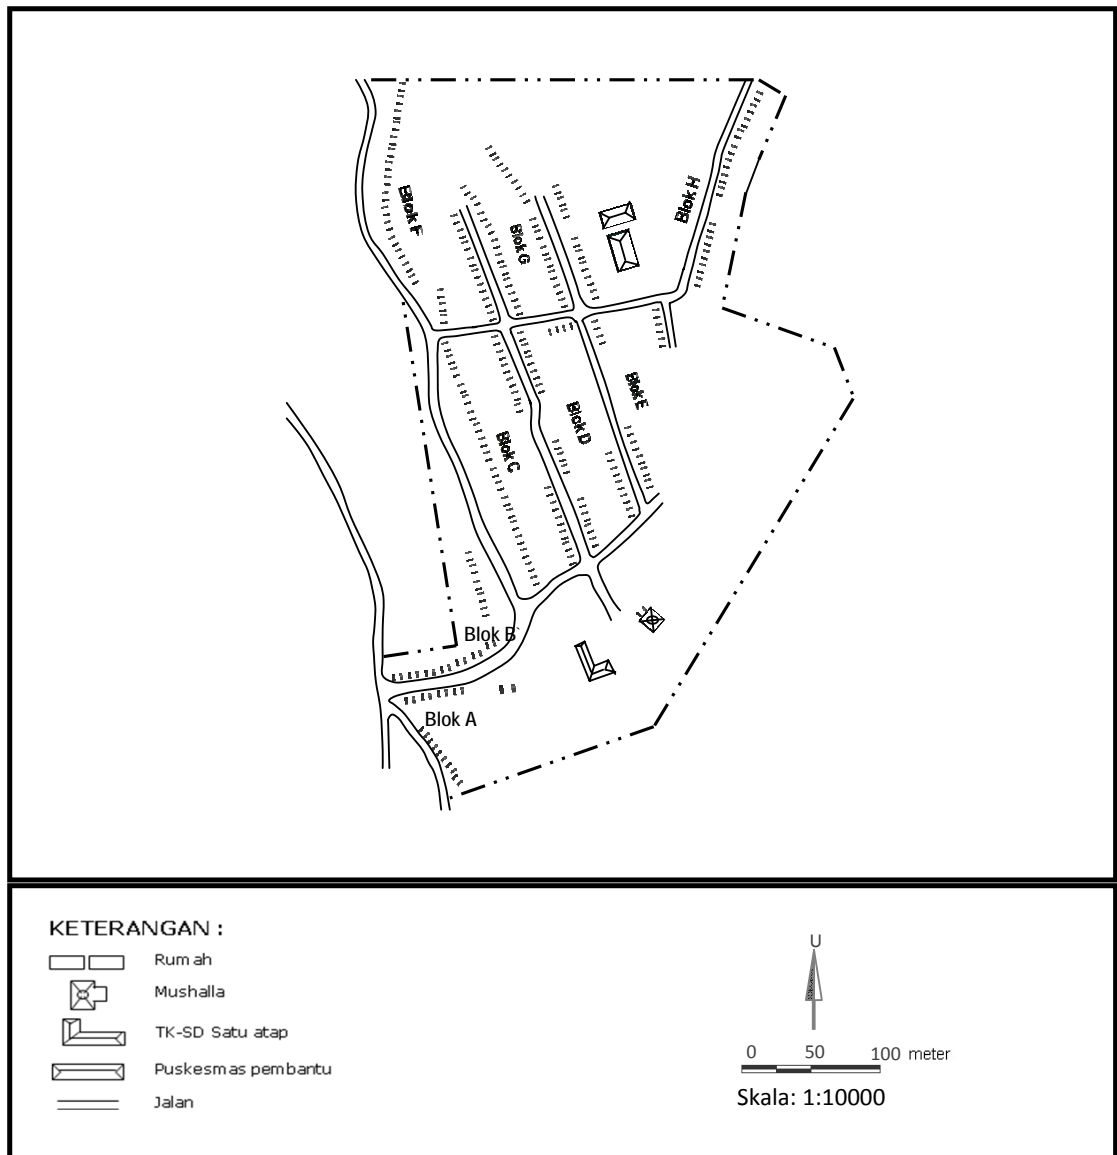 Blok F
Blok H
Blok G
Blok E
Blok D
Blok C
Blok B`
Blok A
KETERANGAN :
Rumah
Mushalla
TK-SD Satu atap
Puskesmas pembantu
Jalan
U
0 50 100 meter
Skala: 1:10000